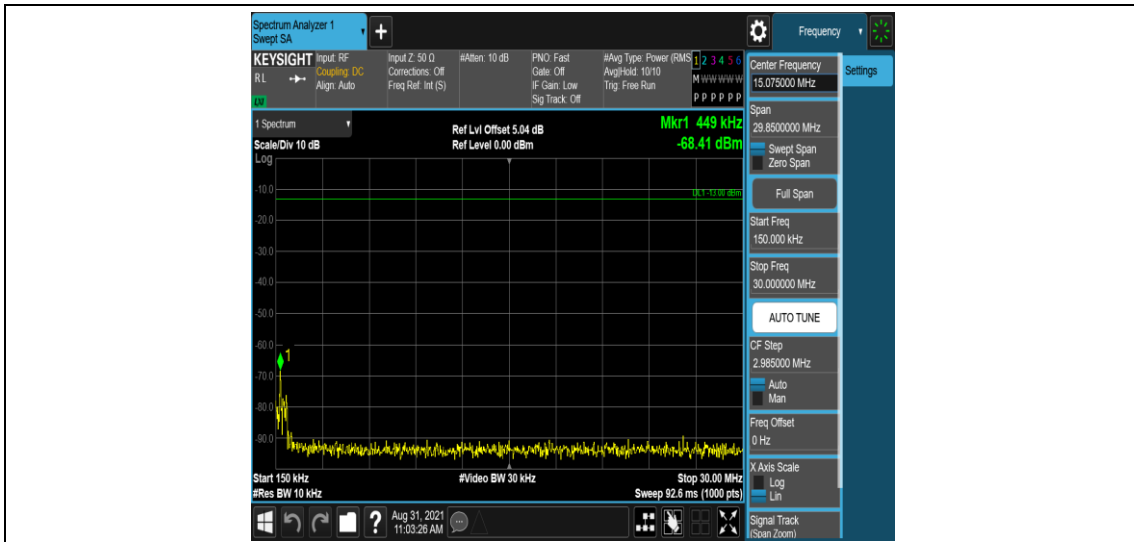 Spectrum Analyzer 1
Swept SA
+
Frequency
KEYSIGHT
RL
LXI
Input: RF
Coupling: DC
Align: Auto
Input Z: 50 Ω
Corrections: Off
Freq Ref: Int (S)
#Atten: 10 dB
PNO: Fast
Gate: Off
IF Gain: Low
Sig Track: Off
#Avg Type: Power (RMS
Avg|Hold: 10/10
Trig: Free Run
1 2 3 4 5 6
M W W W W W
P P P P P P
Center Frequency
15.075000 MHz
Settings
1 Spectrum
Ref Lvl Offset 5.04 dB
Mkr1 449 kHz
Scale/Div 10 dB
Ref Level 0.00 dBm
-68.41 dBm
Log
Span
29.8500000 MHz
Swept Span
Zero Span
-10.0
DL1 -13.00 dBm
Full Span
-20.0
Start Freq
150.000 kHz
-30.0
Stop Freq
30.000000 MHz
-40.0
-50.0
AUTO TUNE
-60.0
1
CF Step
2.985000 MHz
-70.0
Auto
Man
-80.0
Freq Offset
0 Hz
-90.0
X Axis Scale
Log
Lin
Start 150 kHz
#Video BW 30 kHz
Stop 30.00 MHz
#Res BW 10 kHz
Sweep 92.6 ms (1000 pts)
?
Aug 31, 2021
11:03:26 AM
Signal Track
(Span Zoom)